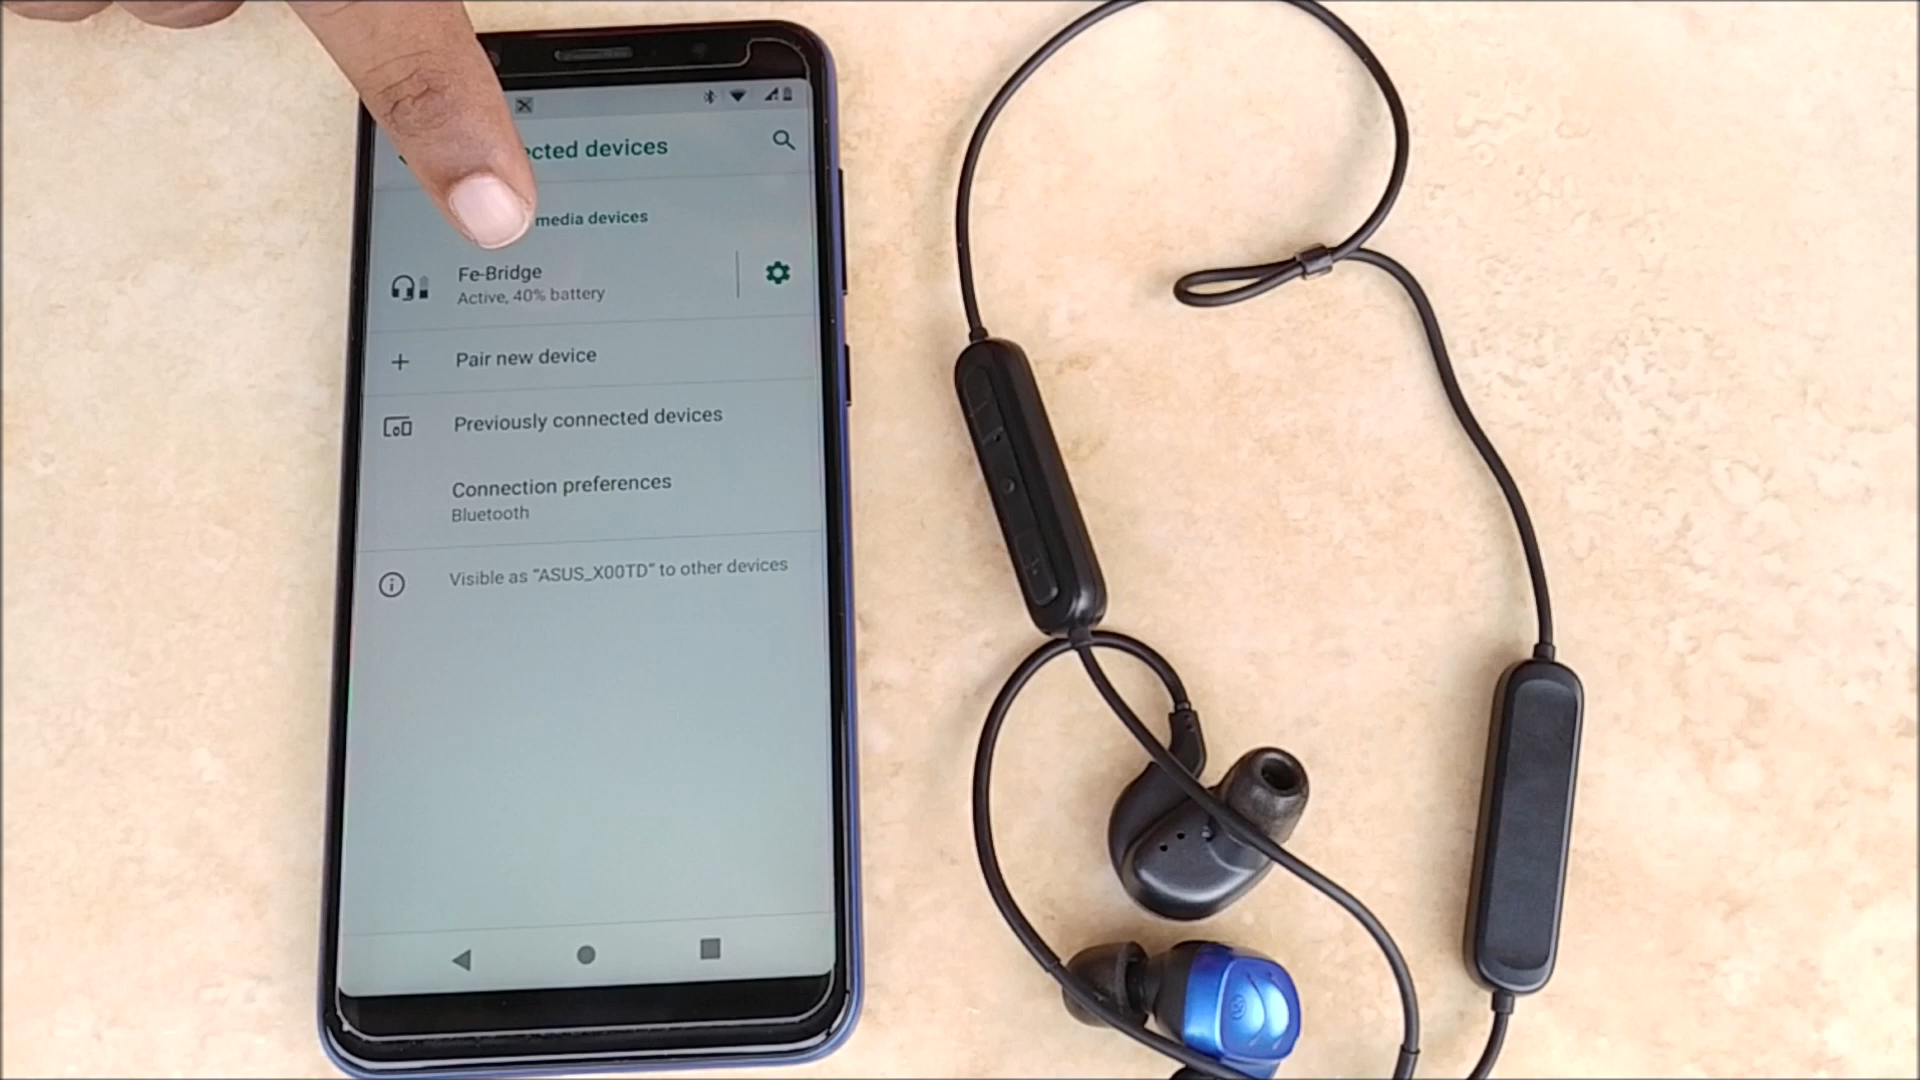 cted devices
media devices
Fe-Bridge
Active, 40% battery
Pair new device
Previously connected devices
Connection preferences
Bluetooth
Visible as “ASUS_X00TD” to other devices